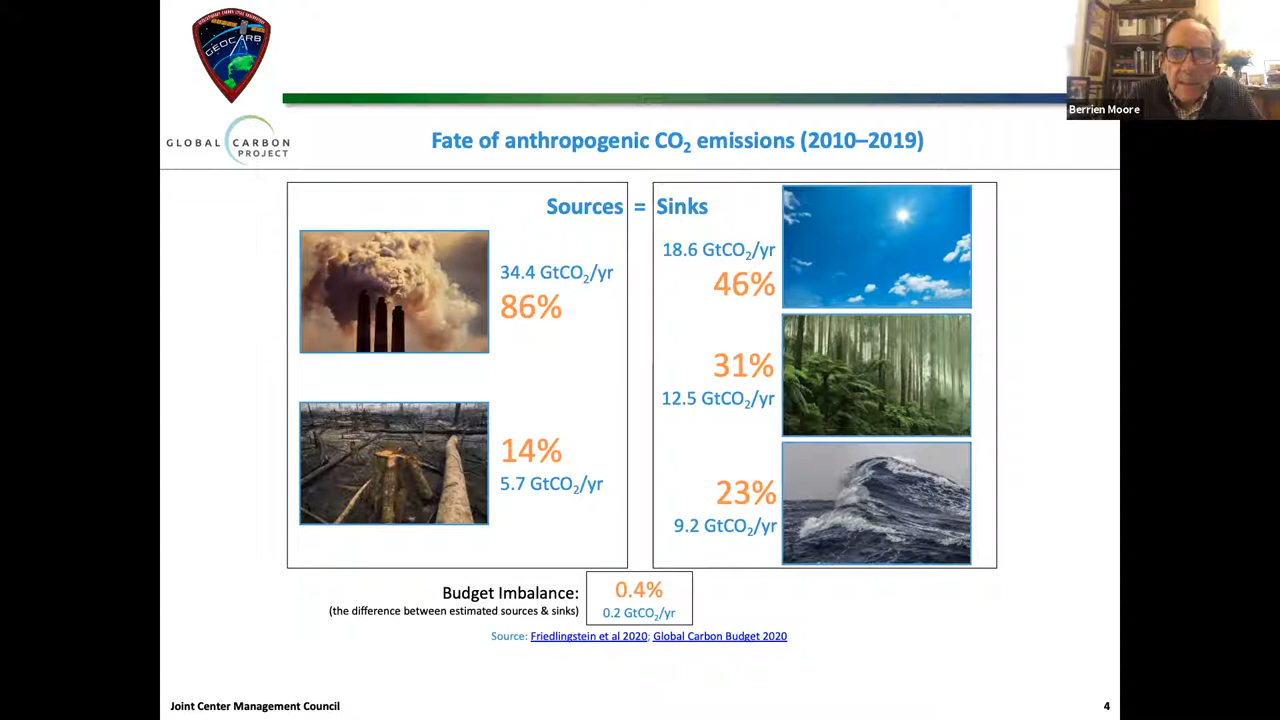 GEOCARB
Berrien Moore
GLOBAL CARBON
PROJECT
Fate of anthropogenic CO₂ emissions (2010–2019)
Sources = Sinks
34.4 GtCO₂/yr
86%
14%
5.7 GtCO₂/yr
18.6 GtCO₂/yr
46%
31%
12.5 GtCO₂/yr
23%
9.2 GtCO₂/yr
Budget Imbalance:
(the difference between estimated sources & sinks)
0.4%
0.2 GtCO₂/yr
Source: Friedlingstein et al 2020; Global Carbon Budget 2020
Joint Center Management Council
4